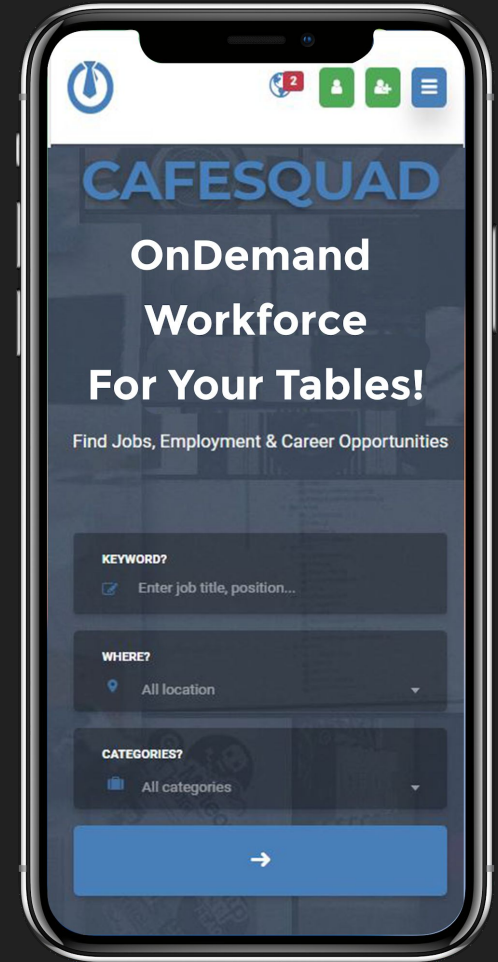 2
CAFESQUAD
OnDemand
Workforce
For Your Tables!
Find Jobs, Employment & Career Opportunities
KEYWORD?
Enter job title, position...
WHERE?
All location
CATEGORIES?
All categories